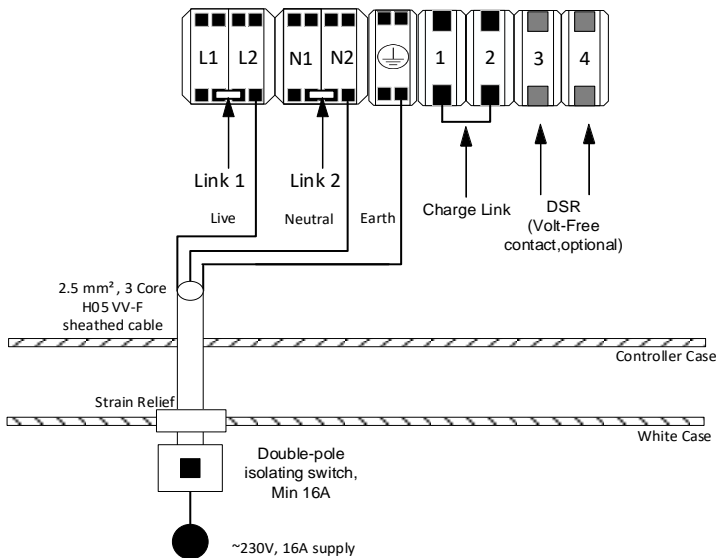 L1 L2 N1 N2 1 2 3 4
Link 1 Link 2
Charge Link
DSR
(Volt-Free
contact,optional)
Live Neutral Earth
2.5 mm², 3 Core
H05 VV-F
sheathed cable
Controller Case
Strain Relief
White Case
Double-pole
isolating switch,
Min 16A
~230V, 16A supply